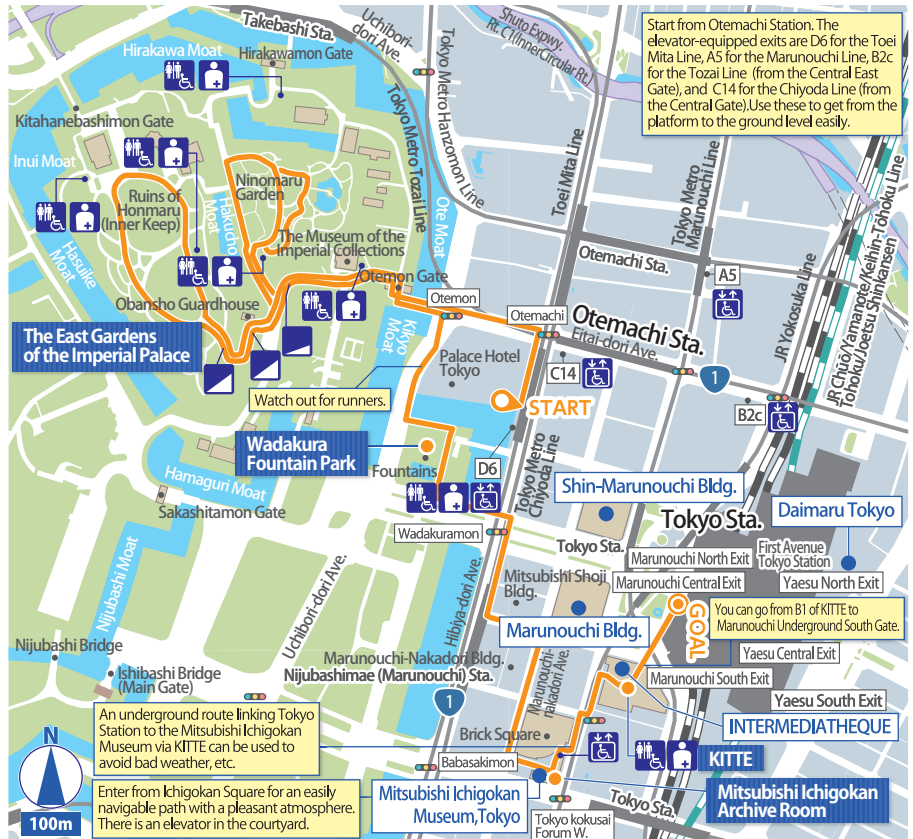 Takebashi Sta.
Uchibori-
dori Ave.
Tokyo Metro Hanzomon Line
Shuto Expwy.
Rt. C1(InnerCircular Rt.)
Start from Otemachi Station. The
elevator-equipped exits are D6 for the Toei
Mita Line, A5 for the Marunouchi Line, B2c
for the Tozai Line (from the Central East
Gate), and C14 for the Chiyoda Line (from
the Central Gate).Use these to get from the
platform to the ground level easily.
Hirakawa Moat
Hirakawamon Gate
Kitahanebashimon Gate
Inui Moat
Tokyo Metro Tozai Line
Toei Mita Line
Tokyo Metro
Marunouchi Line
Ruins of
Honmaru
(Inner Keep)
Ninomaru
Garden
Hakucho
Moat
Hasuike
Moat
The Museum of the
Imperial Collections
Ote Moat
Otemon Gate
Obansho Guardhouse
Otemon
Otemachi
Otemachi Sta.
A5
JR Yokosuka Line
JR Chuō/Yamanote/Keihin-Tohoku Line
Tohoku/Joetsu Shinkansen
The East Gardens
of the Imperial Palace
Kikyo
Moat
Palace Hotel
Tokyo
Otemachi Sta.
Eitai-dori Ave.
C14
1
B2c
Watch out for runners.
START
Wadakura
Fountain Park
Fountains
D6
Tokyo Metro
Chiyoda Line
Hamaguri Moat
Sakashitamon Gate
Shin-Marunouchi Bldg.
Tokyo Sta.
Daimaru Tokyo
Wadakuramon
Tokyo Sta.
Marunouchi North Exit
First Avenue
Tokyo Station
Marunouchi Central Exit
Yaesu North Exit
Nijubashi Moat
Uchibori-dori Ave.
Hibiya-dori Ave.
Mitsubishi Shoji
Bldg.
GOAL
You can go from B1 of KITTE to
Marunouchi Underground South Gate.
Marunouchi Bldg.
Yaesu Central Exit
Nijubashi Bridge
Ishibashi Bridge
(Main Gate)
Marunouchi-Nakadori Bldg.
Nijubashimae (Marunouchi) Sta.
Marunouchi-
nakadori Ave.
Marunouchi South Exit
Yaesu South Exit
1
INTERMEDIATHEQUE
An underground route linking Tokyo
Station to the Mitsubishi Ichigokan
Museum via KITTE can be used to
avoid bad weather, etc.
Brick Square
Babasakimon
KITTE
N
100m
Enter from Ichigokan Square for an easily
navigable path with a pleasant atmosphere.
There is an elevator in the courtyard.
Mitsubishi Ichigokan
Museum,Tokyo
Tokyo kokusai
Forum W.
Tokyo Sta.
Mitsubishi Ichigokan
Archive Room